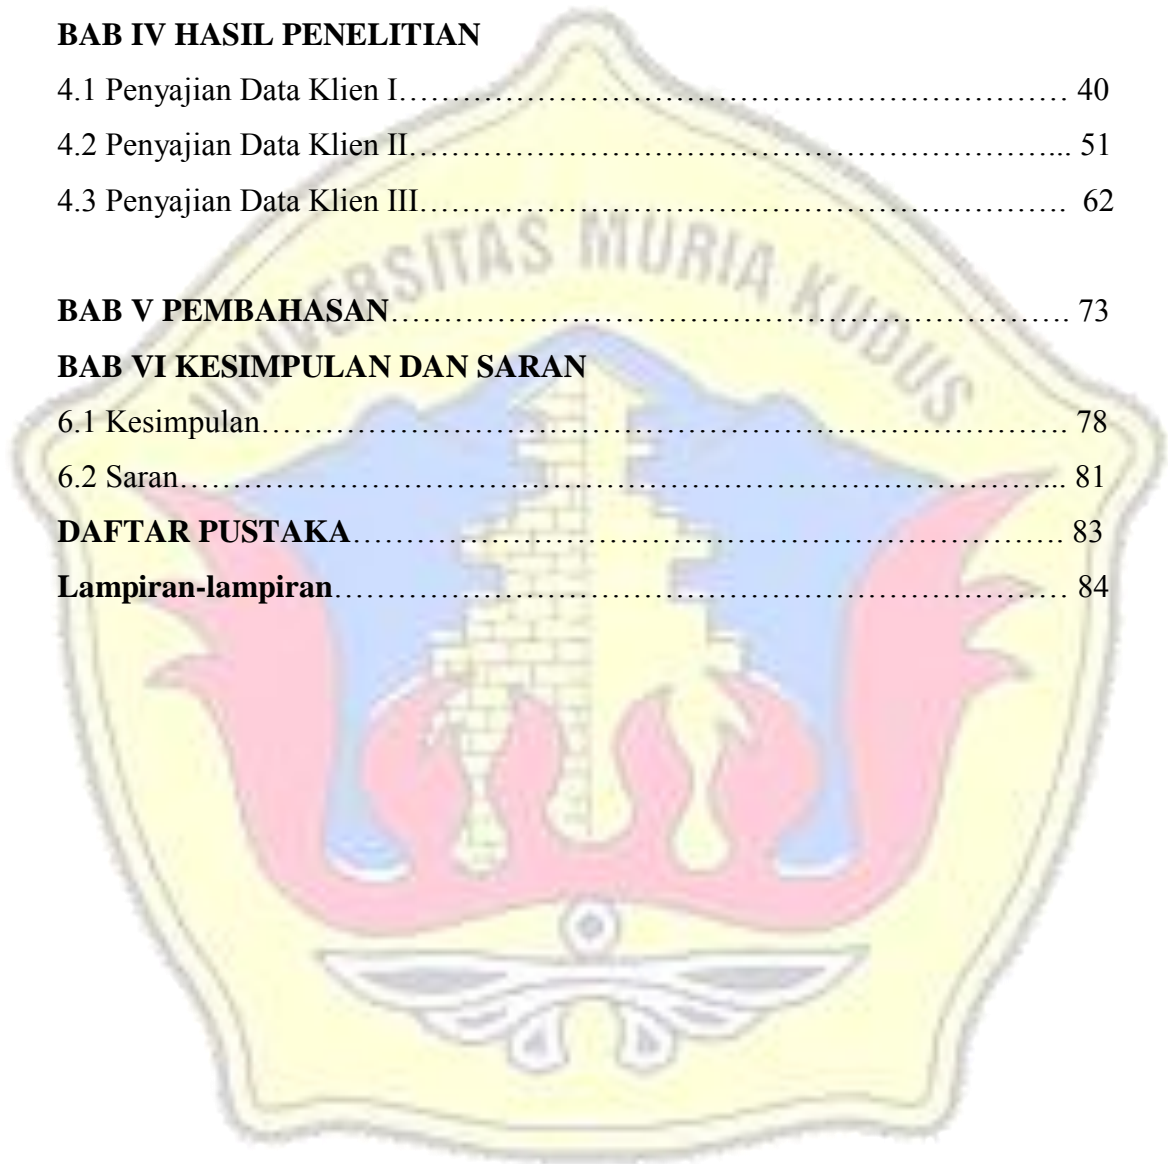 BAB IV HASIL PENELITIAN
4.1 Penyajian Data Klien I……………………………………………………… 40
4.2 Penyajian Data Klien II……………………………………………………... 51
4.3 Penyajian Data Klien III……………………………………………………. 62
UNIVERSITAS MURIA KUDUS
BAB V PEMBAHASAN………………………………………………………. 73
BAB VI KESIMPULAN DAN SARAN
6.1 Kesimpulan…………………………………………………………………. 78
6.2 Saran……………………………………………………………………….. 81
DAFTAR PUSTAKA…………………………………………………………. 83
Lampiran-lampiran…………………………………………………………… 84